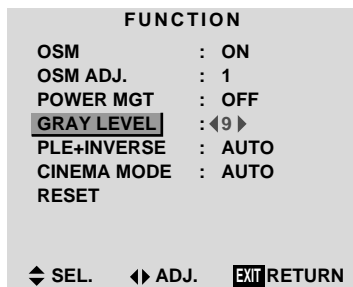 FUNCTION
OSM : ON
OSM ADJ. : 1
POWER MGT : OFF
GRAY LEVEL : 9
PLE+INVERSE : AUTO
CINEMA MODE : AUTO
RESET
SEL. ADJ. EXIT RETURN